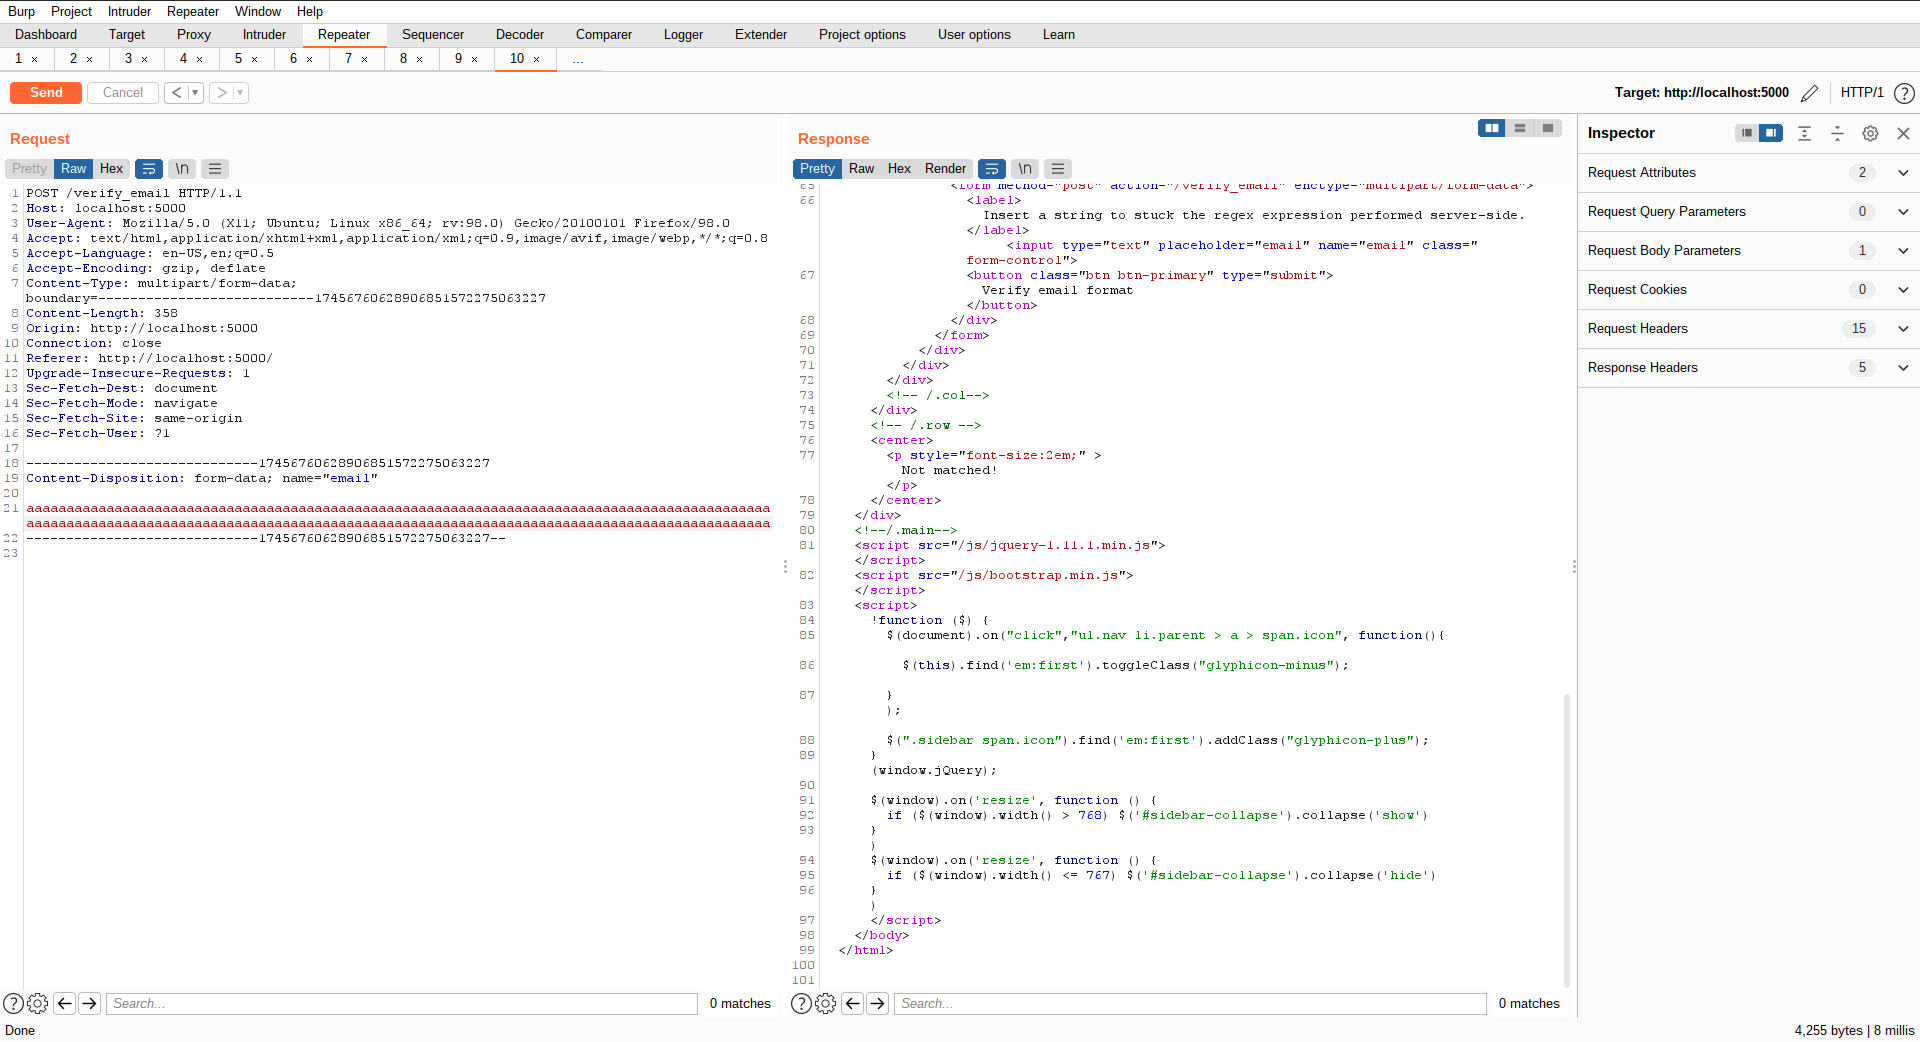 Burp Project Intruder Repeater Window Help
Dashboard Target Proxy Intruder Repeater Sequencer Decoder Comparer Logger Extender Project options User options Learn
1 × 2 × 3 × 4 × 5 × 6 × 7 × 8 × 9 × 10 × ...
Send Cancel < > Target: http://localhost:5000 HTTP/1 ?
Request
Pretty Raw Hex \n
1 POST /verify_email HTTP/1.1
2 Host: localhost:5000
3 User-Agent: Mozilla/5.0 (X11; Ubuntu; Linux x86_64; rv:98.0) Gecko/20100101 Firefox/98.0
4 Accept: text/html,application/xhtml+xml,application/xml;q=0.9,image/avif,image/webp,*/*;q=0.8
5 Accept-Language: en-US,en;q=0.5
6 Accept-Encoding: gzip, deflate
7 Content-Type: multipart/form-data;
boundary=---------------------------17456760628906851572275063227
8 Content-Length: 358
9 Origin: http://localhost:5000
10 Connection: close
11 Referer: http://localhost:5000/
12 Upgrade-Insecure-Requests: 1
13 Sec-Fetch-Dest: document
14 Sec-Fetch-Mode: navigate
15 Sec-Fetch-Site: same-origin
16 Sec-Fetch-User: ?1
17
18 -----------------------------17456760628906851572275063227
19 Content-Disposition: form-data; name="email"
20
21 aaaaaaaaaaaaaaaaaaaaaaaaaaaaaaaaaaaaaaaaaaaaaaaaaaaaaaaaaaaaaaaaaaaaaaaaaaaaaaaaaaaaaaaaaaaaa
aaaaaaaaaaaaaaaaaaaaaaaaaaaaaaaaaaaaaaaaaaaaaaaaaaaaaaaaaaaaaaaaaaaaaaaaaaaaaaaaaaaaaaaaaaaaa
22 -----------------------------17456760628906851572275063227--
23
Search... 0 matches
Response
Pretty Raw Hex Render \n
65 <form method="post" action="/verify_email" enctype="multipart/form-data">
66 <label>
Insert a string to stuck the regex expression performed server-side.
</label>
<input type="text" placeholder="email" name="email" class="
form-control">
67 <button class="btn btn-primary" type="submit">
Verify email format
</button>
68 </div>
69 </form>
70 </div>
71 </div>
72 </div>
73 <!-- /.col-->
74 </div>
75 <!-- /.row -->
76 <center>
77 <p style="font-size:2em;" >
Not matched!
</p>
78 </center>
79 </div>
80 <!--/.main-->
81 <script src="/js/jquery-1.11.1.min.js">
</script>
82 <script src="/js/bootstrap.min.js">
</script>
83 <script>
84 !function ($) {
85 $(document).on("click","ul.nav li.parent > a > span.icon", function(){
86 $(this).find('em:first').toggleClass("glyphicon-minus");
87 }
);
88 $(".sidebar span.icon").find('em:first').addClass("glyphicon-plus");
89 }
(window.jQuery);
90
91 $(window).on('resize', function () {
92 if ($(window).width() > 768) $('#sidebar-collapse').collapse('show')
93 }
)
94 $(window).on('resize', function () {
95 if ($(window).width() <= 767) $('#sidebar-collapse').collapse('hide')
96 }
)
97 </script>
98 </body>
99 </html>
100
101
Search... 0 matches
Inspector
Request Attributes 2
Request Query Parameters 0
Request Body Parameters 1
Request Cookies 0
Request Headers 15
Response Headers 5
Done 4,255 bytes | 8 millis